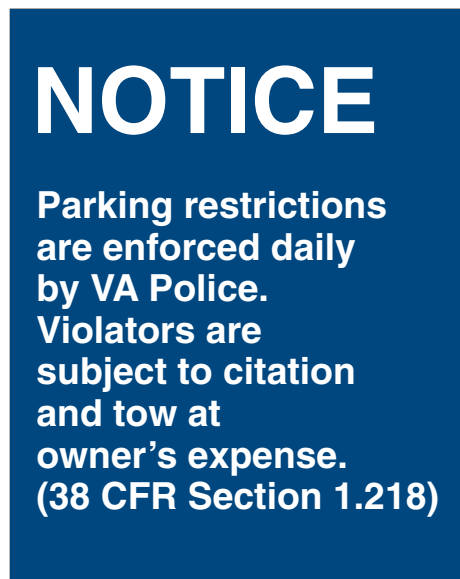 NOTICE
Parking restrictions
are enforced daily
by VA Police.
Violators are
subject to citation
and tow at
owner’s expense.
(38 CFR Section 1.218)